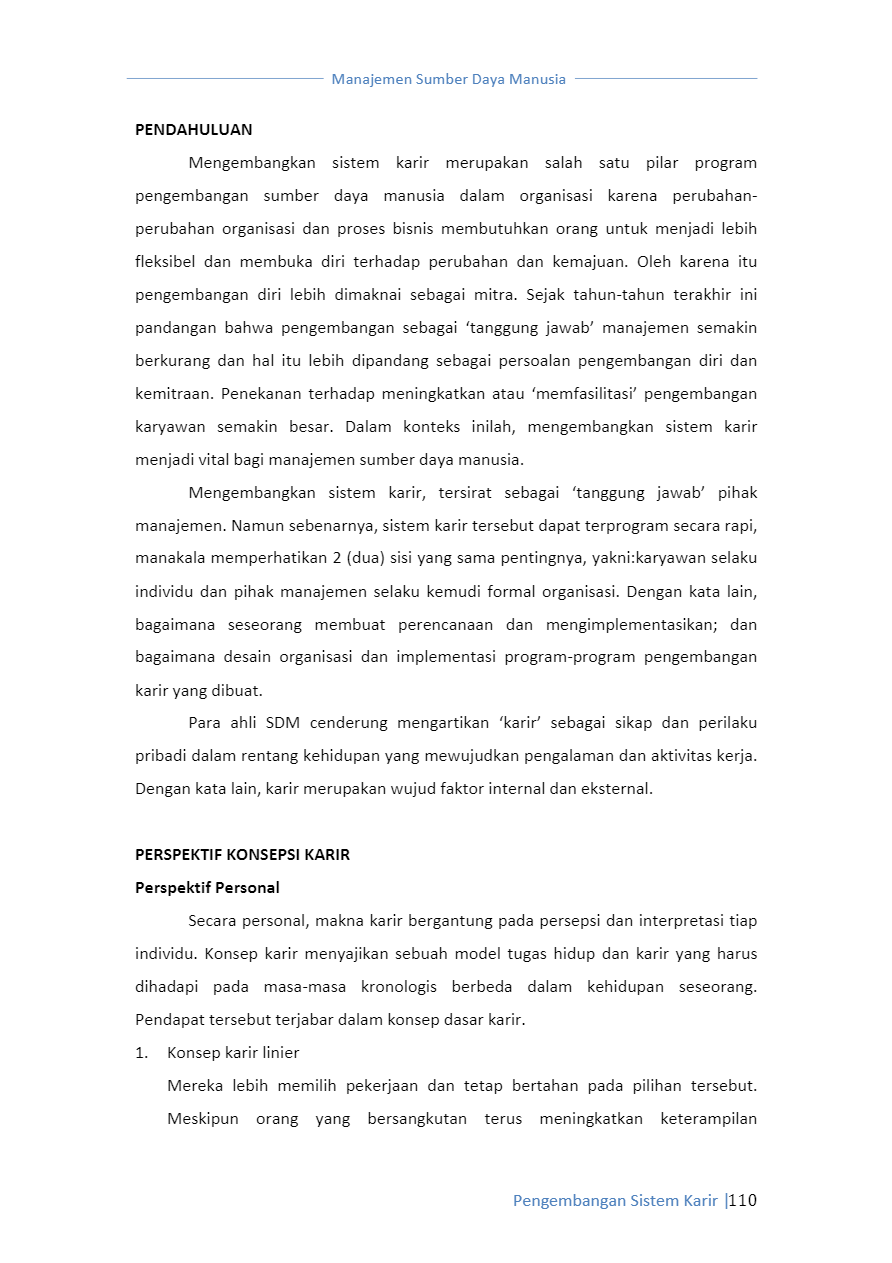 Manajemen Sumber Daya Manusia
PENDAHULUAN
Mengembangkan sistem karir merupakan salah satu pilar program
pengembangan sumber daya manusia dalam organisasi karena perubahan-
perubahan organisasi dan proses bisnis membutuhkan orang untuk menjadi lebih
fleksibel dan membuka diri terhadap perubahan dan kemajuan. Oleh karena itu
pengembangan diri lebih dimaknai sebagai mitra. Sejak tahun-tahun terakhir ini
pandangan bahwa pengembangan sebagai ‘tanggung jawab’ manajemen semakin
berkurang dan hal itu lebih dipandang sebagai persoalan pengembangan diri dan
kemitraan. Penekanan terhadap meningkatkan atau ‘memfasilitasi’ pengembangan
karyawan semakin besar. Dalam konteks inilah, mengembangkan sistem karir
menjadi vital bagi manajemen sumber daya manusia.
Mengembangkan sistem karir, tersirat sebagai ‘tanggung jawab’ pihak
manajemen. Namun sebenarnya, sistem karir tersebut dapat terprogram secara rapi,
manakala memperhatikan 2 (dua) sisi yang sama pentingnya, yakni:karyawan selaku
individu dan pihak manajemen selaku kemudi formal organisasi. Dengan kata lain,
bagaimana seseorang membuat perencanaan dan mengimplementasikan; dan
bagaimana desain organisasi dan implementasi program-program pengembangan
karir yang dibuat.
Para ahli SDM cenderung mengartikan ‘karir’ sebagai sikap dan perilaku
pribadi dalam rentang kehidupan yang mewujudkan pengalaman dan aktivitas kerja.
Dengan kata lain, karir merupakan wujud faktor internal dan eksternal.
PERSPEKTIF KONSEPSI KARIR
Perspektif Personal
Secara personal, makna karir bergantung pada persepsi dan interpretasi tiap
individu. Konsep karir menyajikan sebuah model tugas hidup dan karir yang harus
dihadapi pada masa-masa kronologis berbeda dalam kehidupan seseorang.
Pendapat tersebut terjabar dalam konsep dasar karir.
1. Konsep karir linier
Mereka lebih memilih pekerjaan dan tetap bertahan pada pilihan tersebut.
Meskipun orang yang bersangkutan terus meningkatkan keterampilan
Pengembangan Sistem Karir |110